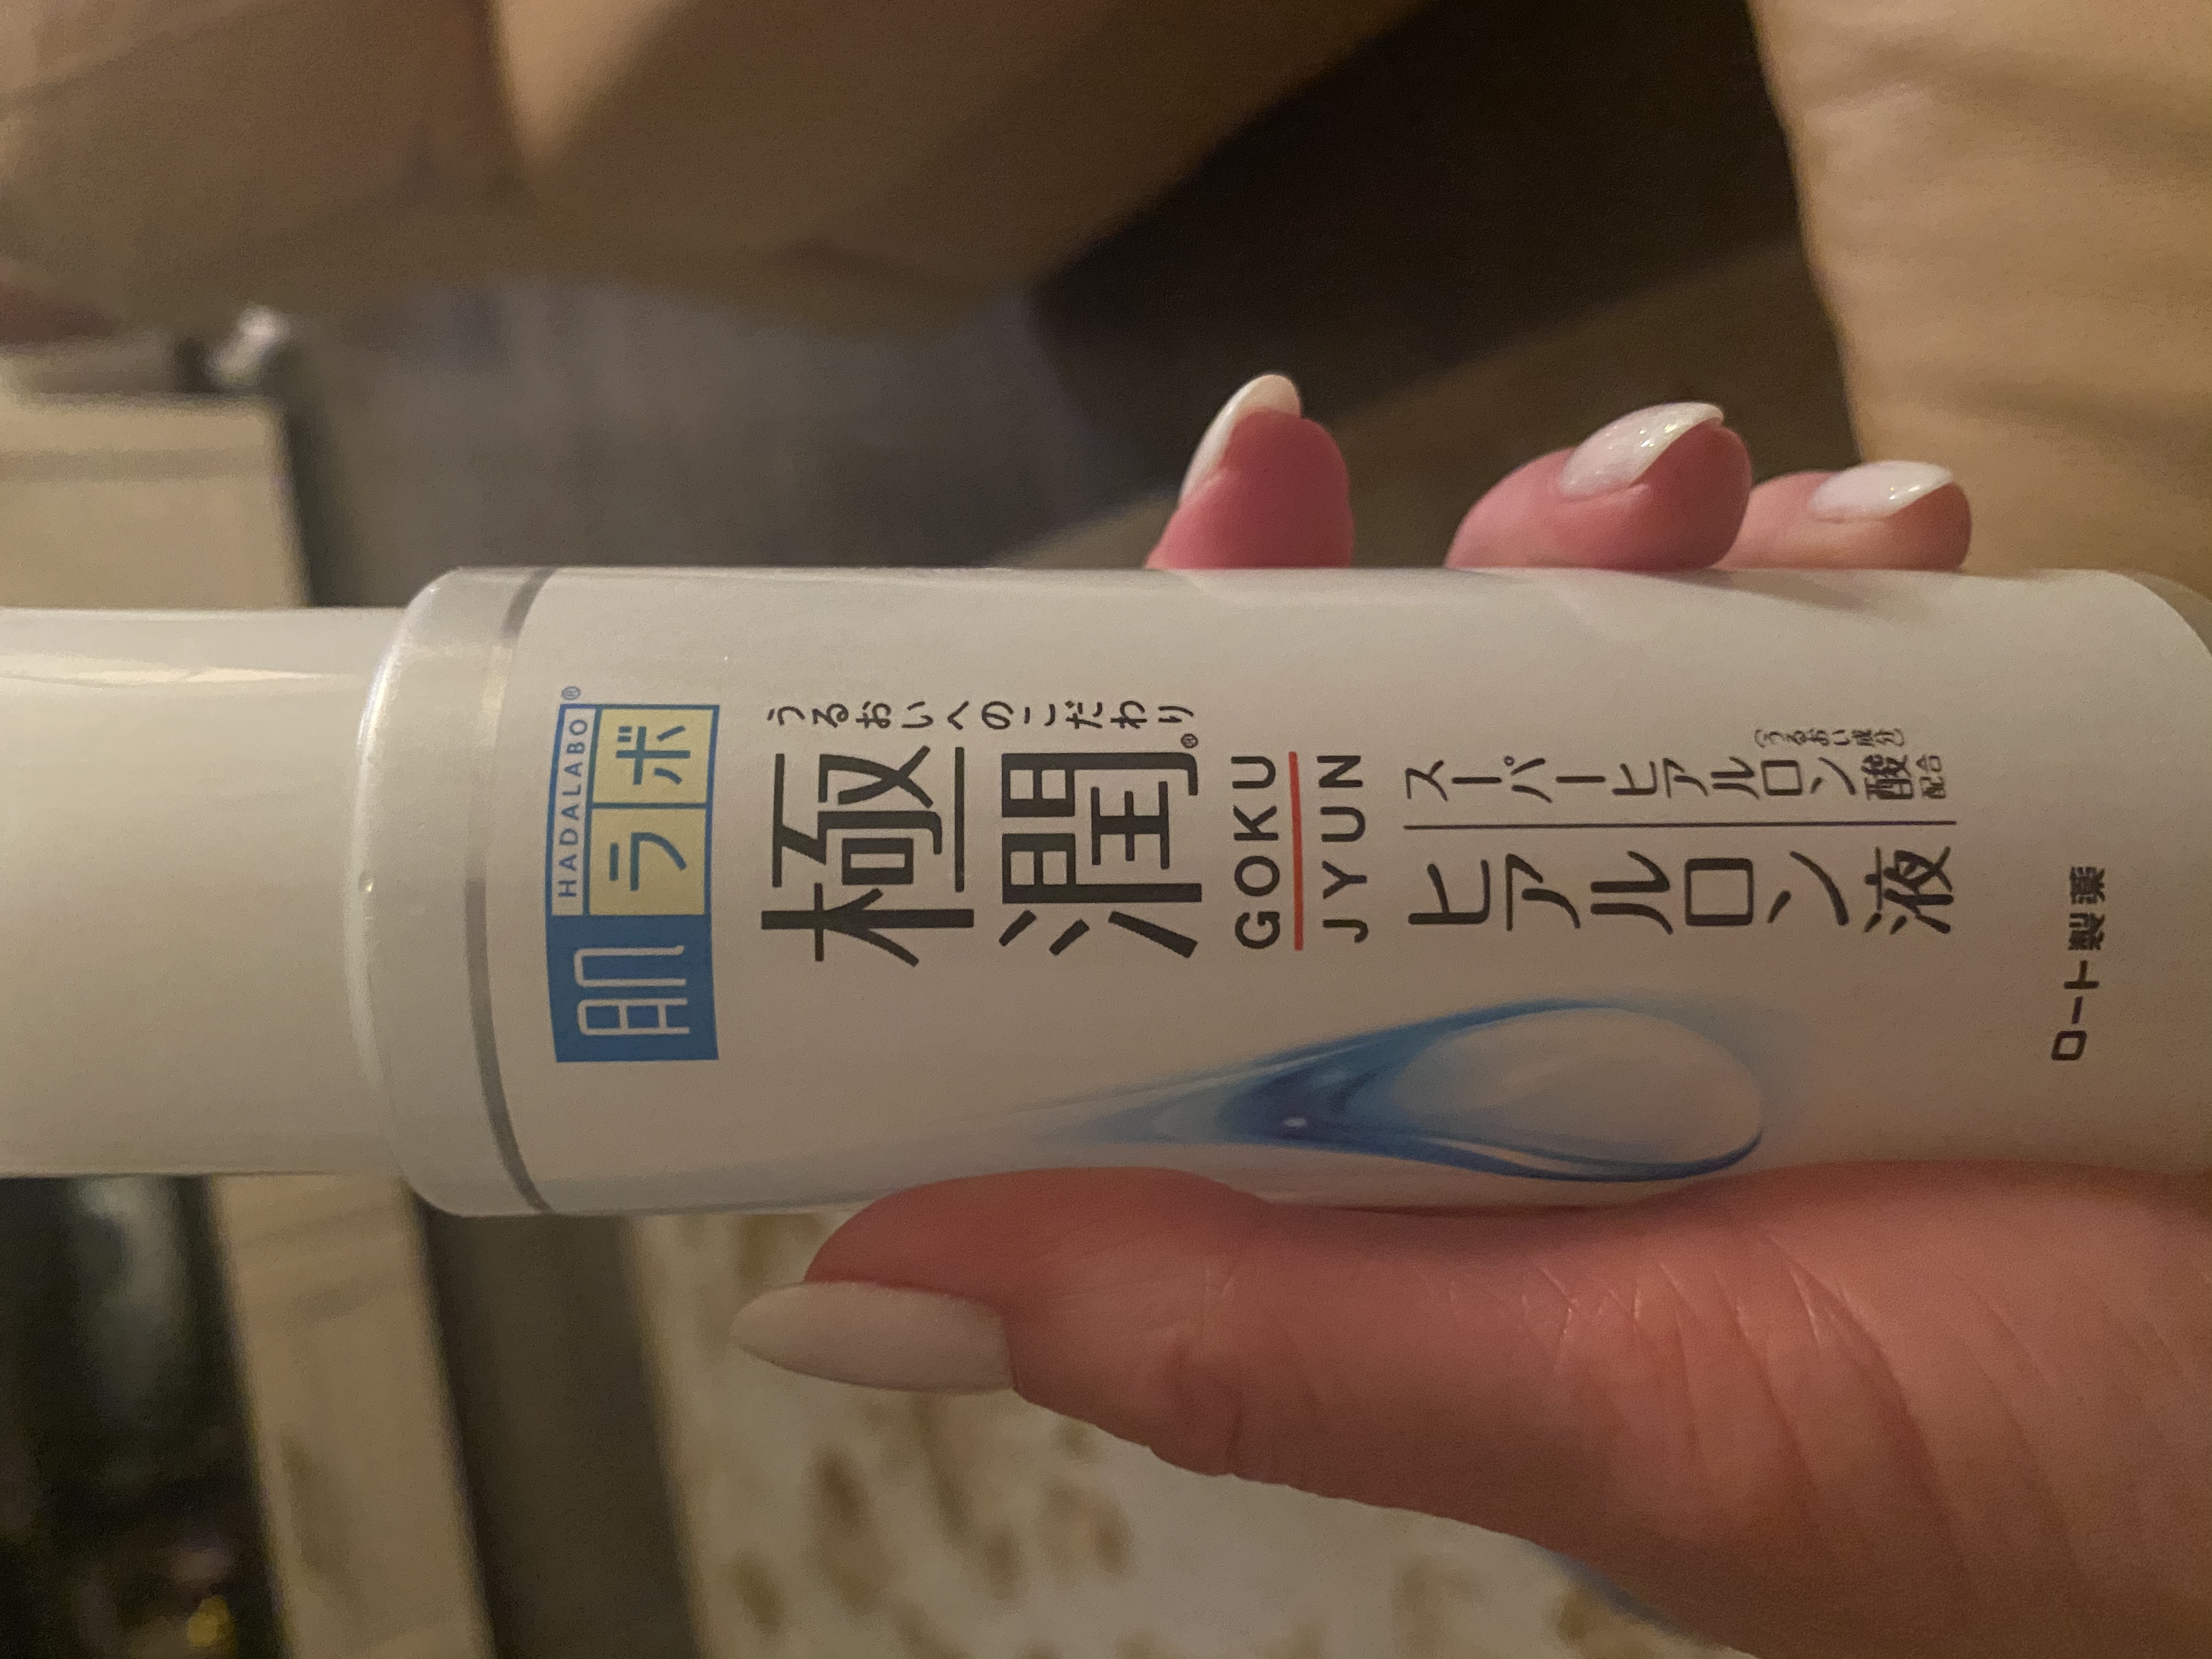 HADALABO®
肌ラボ
うるおいへのこだわり
極潤®
GOKU
JYUN
スーパーヒアルロン酸(うるおい成分)配合
ヒアルロン液
ロート製薬